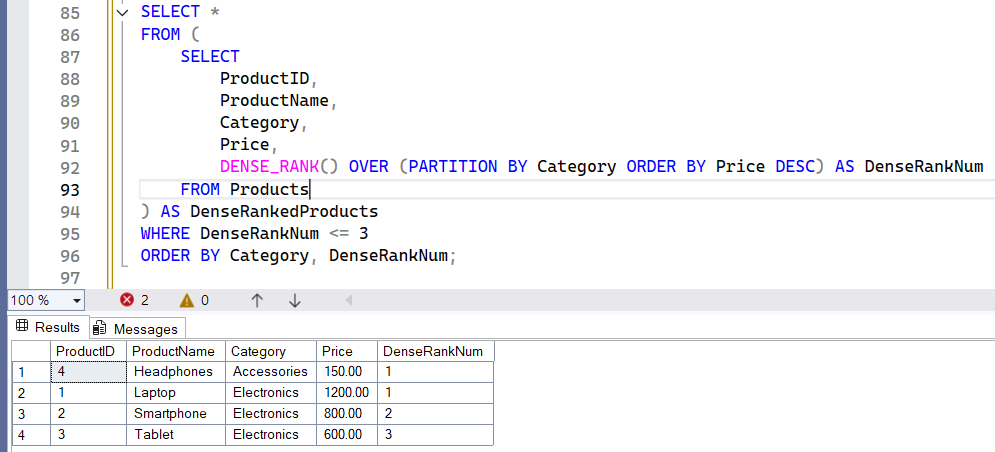 85 SELECT *
86 FROM (
87 SELECT
88 ProductID,
89 ProductName,
90 Category,
91 Price,
92 DENSE_RANK() OVER (PARTITION BY Category ORDER BY Price DESC) AS DenseRankNum
93 FROM Products
94 ) AS DenseRankedProducts
95 WHERE DenseRankNum <= 3
96 ORDER BY Category, DenseRankNum;
97
100 % 2 0
Results Messages
ProductID ProductName Category Price DenseRankNum
1 4 Headphones Accessories 150.00 1
2 1 Laptop Electronics 1200.00 1
3 2 Smartphone Electronics 800.00 2
4 3 Tablet Electronics 600.00 3